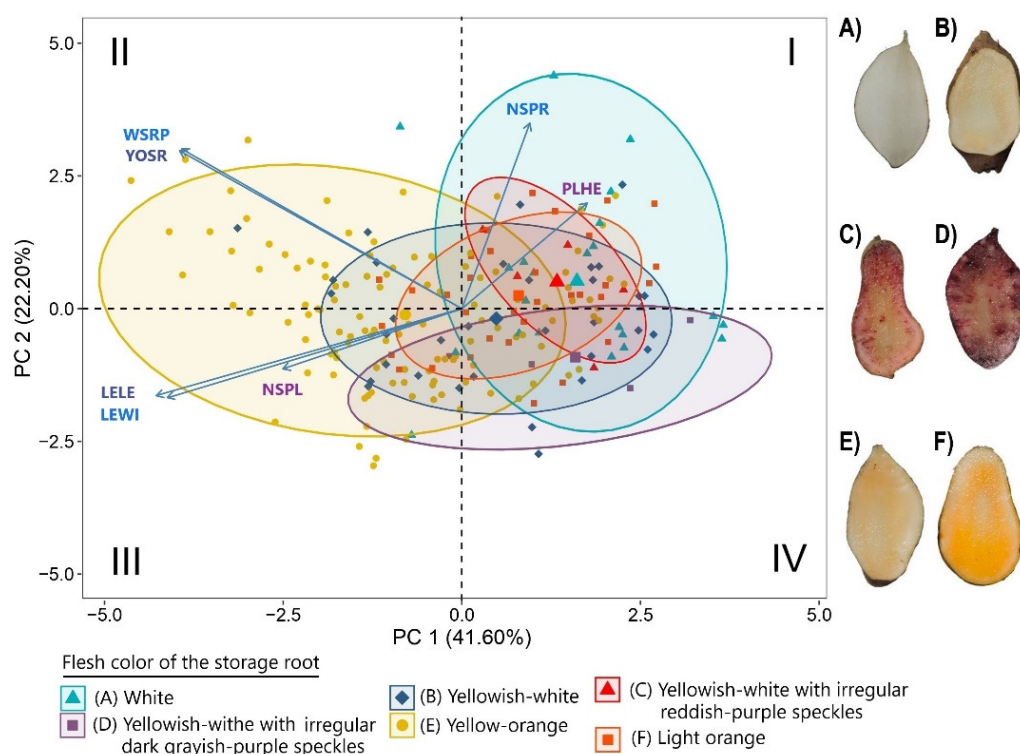 II
I
A)
B)
NSPR
WSRP
YOSR
PLHE
C)
D)
LELE
LEWI
NSPL
E)
F)
III
IV
5.0
2.5
0.0
−2.5
−5.0
PC 2 (22.20%)
−5.0
−2.5
0.0
2.5
5.0
PC 1 (41.60%)
Flesh color of the storage root
(A) White
(B) Yellowish-white
(C) Yellowish-white with irregular
reddish-purple speckles
(D) Yellowish-withe with irregular
dark grayish-purple speckles
(E) Yellow-orange
(F) Light orange